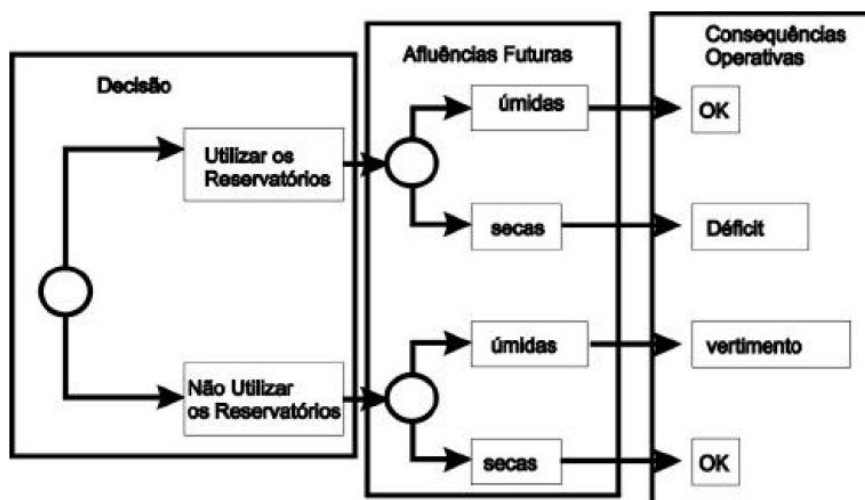 Decisão
Afluências Futuras
Consequências
Operativas
Utilizar os
Reservatórios
úmidas
OK
secas
Déficit
Não Utilizar
os Reservatórios
úmidas
vertimento
secas
OK